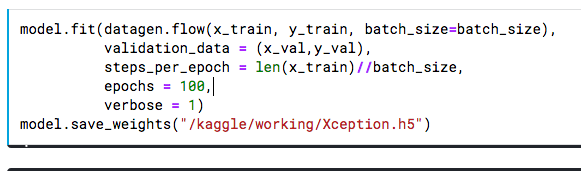 model.fit(datagen.flow(x_train, y_train, batch_size=batch_size),
validation_data = (x_val,y_val),
steps_per_epoch = len(x_train)//batch_size,
epochs = 100,
verbose = 1)
model.save_weights("/kaggle/working/Xception.h5")